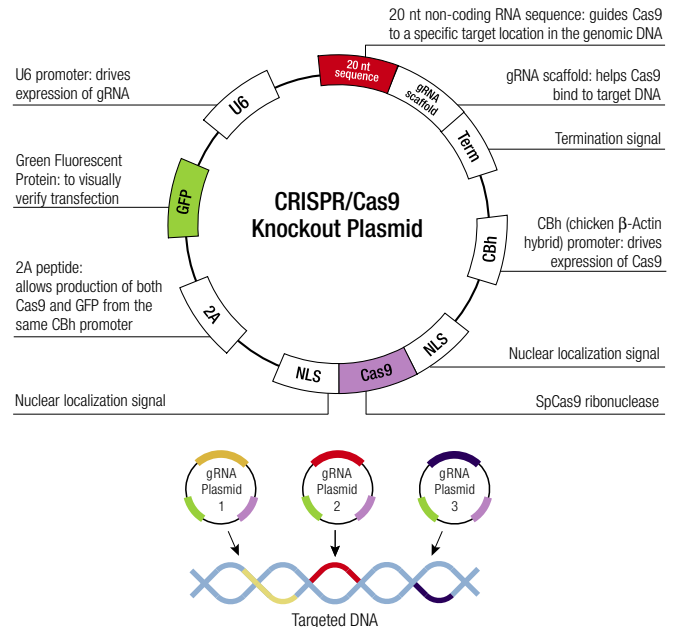 20 nt non-coding RNA sequence: guides Cas9
to a specific target location in the genomic DNA
U6 promoter: drives
expression of gRNA
gRNA scaffold: helps Cas9
bind to target DNA
Termination signal
Green Fluorescent
Protein: to visually
verify transfection
CBh (chicken β-Actin
hybrid) promoter: drives
expression of Cas9
2A peptide:
allows production of both
Cas9 and GFP from the
same CBh promoter
Nuclear localization signal
Nuclear localization signal
SpCas9 ribonuclease
CRISPR/Cas9
Knockout Plasmid
20 nt
sequence
gRNA
scaffold
Term
CBh
NLS
Cas9
NLS
2A
GFP
U6
gRNA
Plasmid
1
gRNA
Plasmid
2
gRNA
Plasmid
3
Targeted DNA